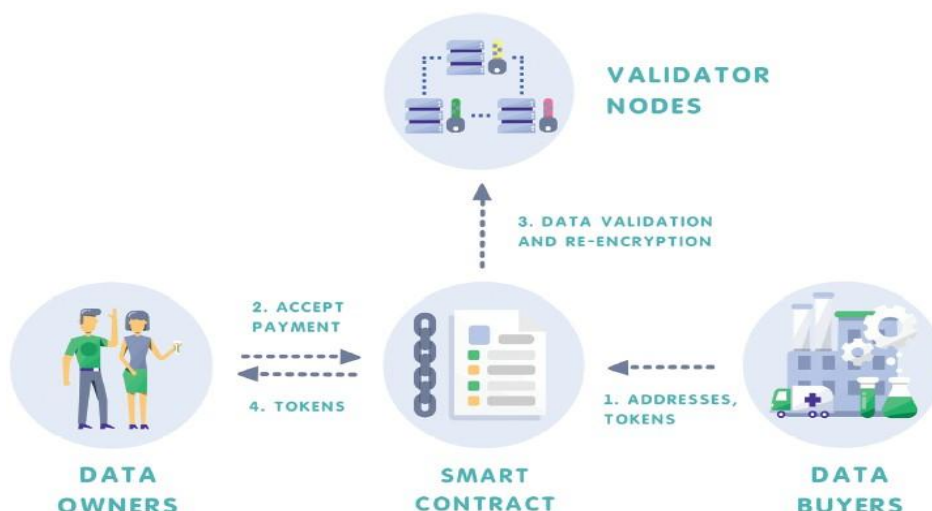 VALIDATOR
NODES
3. DATA VALIDATION
AND RE-ENCRYPTION
2. ACCEPT
PAYMENT
4. TOKENS
1. ADDRESSES,
TOKENS
DATA
OWNERS
SMART
CONTRACT
DATA
BUYERS